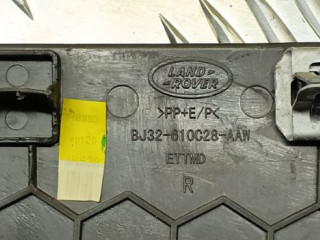 LAND-
ROVER
>PP+E/P<
BJ32-610C28-AAW
ETTWD
R